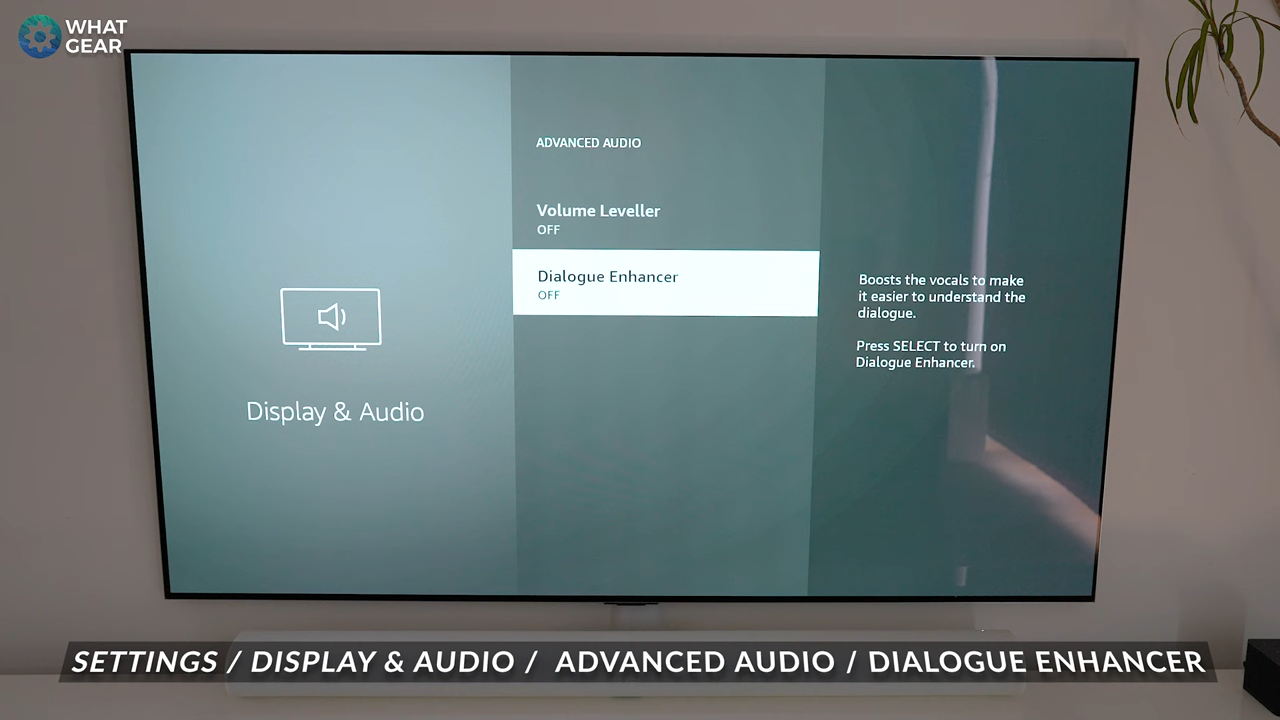 WHAT
GEAR
ADVANCED AUDIO
Volume Leveller
OFF
Dialogue Enhancer
OFF
Boosts the vocals to make
it easier to understand the
dialogue.
Press SELECT to turn on
Dialogue Enhancer.
Display & Audio
SETTINGS / DISPLAY & AUDIO / ADVANCED AUDIO / DIALOGUE ENHANCER